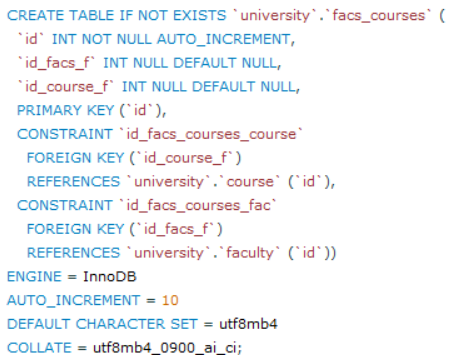 CREATE TABLE IF NOT EXISTS `university`.`facs_courses` (
`id` INT NOT NULL AUTO_INCREMENT,
`id_facs_f` INT NULL DEFAULT NULL,
`id_course_f` INT NULL DEFAULT NULL,
PRIMARY KEY (`id`),
CONSTRAINT `id_facs_courses_course`
FOREIGN KEY (`id_course_f`)
REFERENCES `university`.`course` (`id`),
CONSTRAINT `id_facs_courses_fac`
FOREIGN KEY (`id_facs_f`)
REFERENCES `university`.`faculty` (`id`))
ENGINE = InnoDB
AUTO_INCREMENT = 10
DEFAULT CHARACTER SET = utf8mb4
COLLATE = utf8mb4_0900_ai_ci;